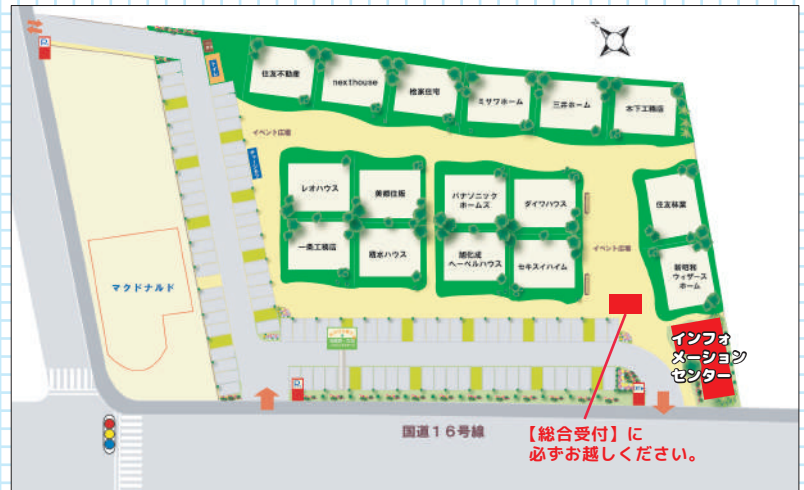 P
N
トイレ
住友不動産
nexthouse
桧家住宅
ミサワホーム
三井ホーム
木下工務店
イベント広場
レオハウス
美郷住販
パナソニック
ホームズ
ダイワハウス
住友林業
一条工務店
積水ハウス
旭化成
ヘーベルハウス
セキスイハイム
イベント広場
新昭和
ウィザース
ホーム
マクドナルド
インフォ
メーション
センター
P
国道16号線
【総合受付】に
必ずお越しください。